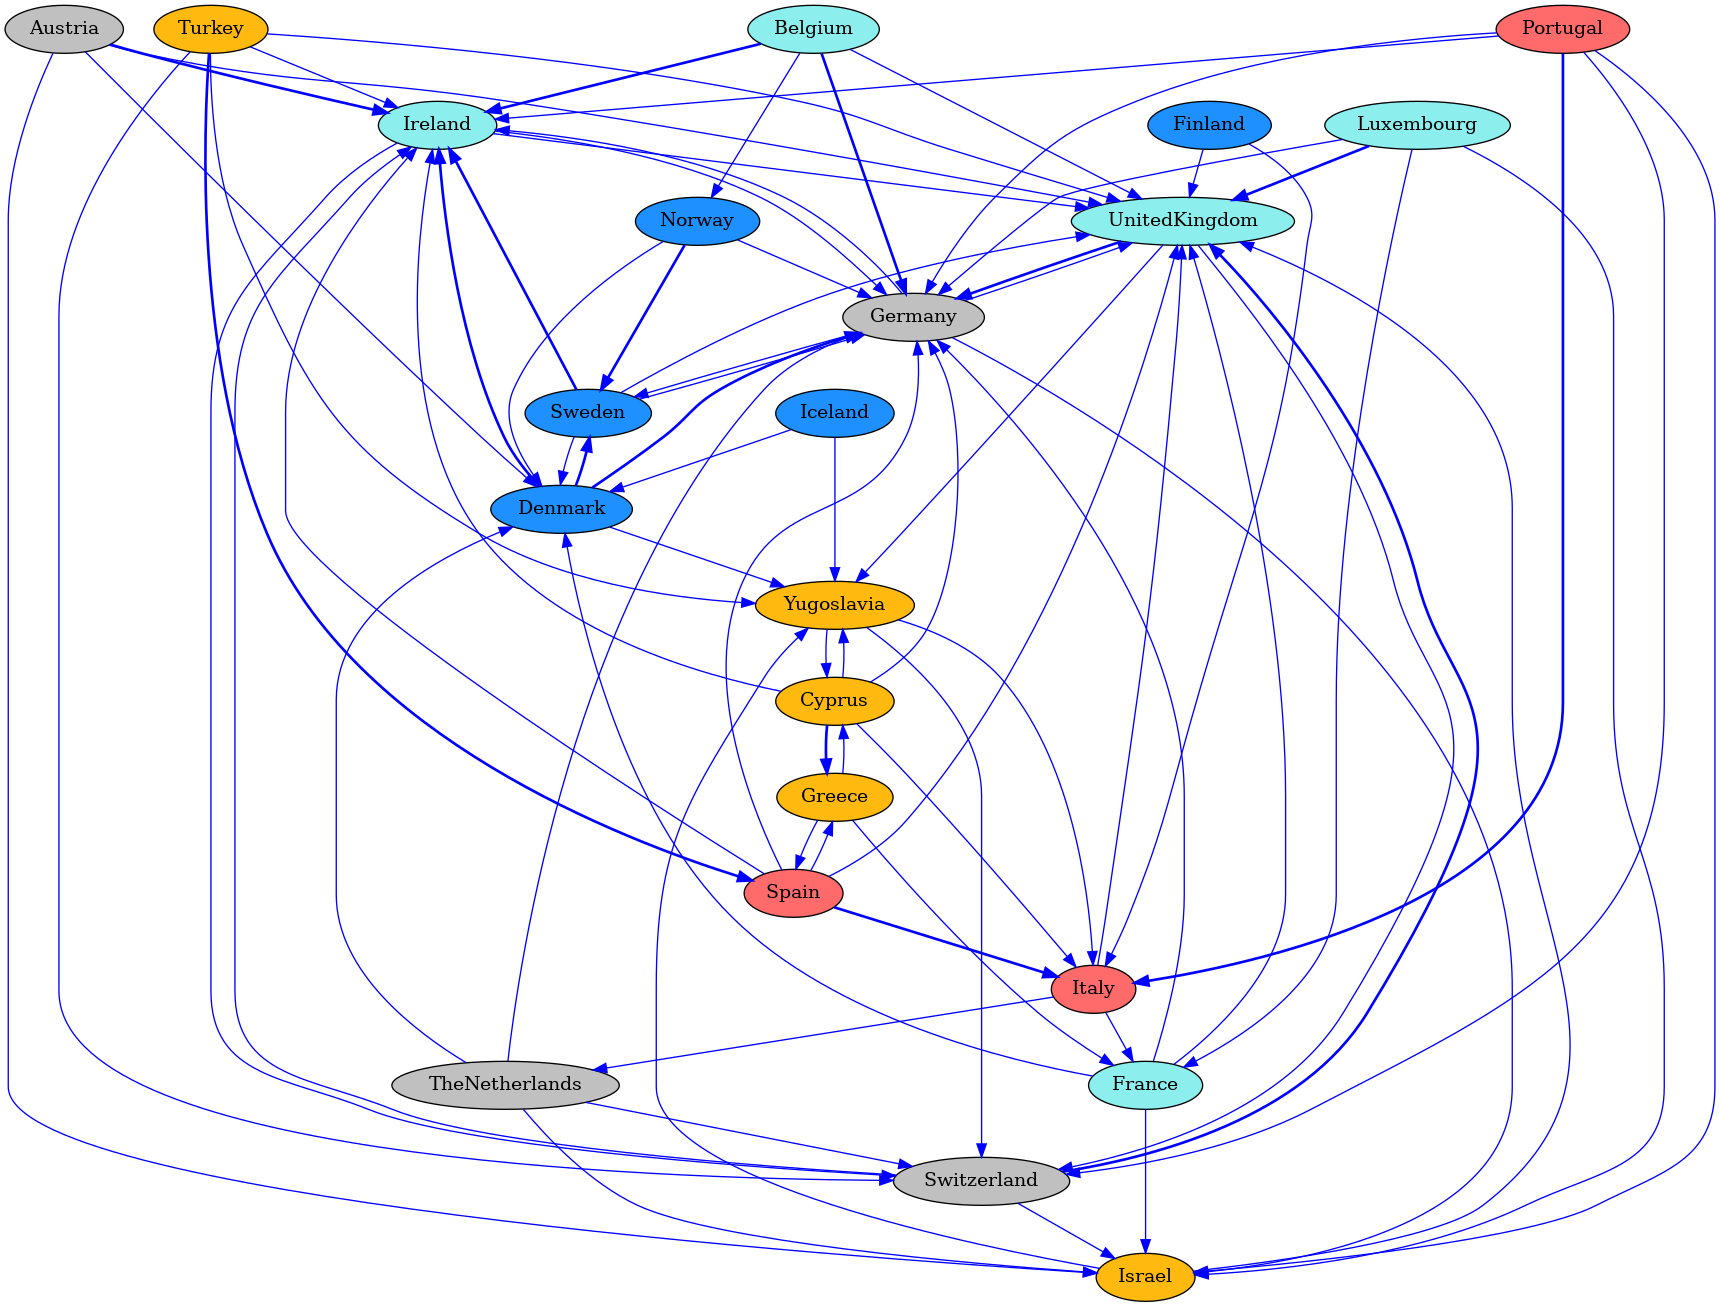 Austria
Turkey
Belgium
Portugal
Ireland
Finland
Luxembourg
Norway
UnitedKingdom
Germany
Sweden
Iceland
Denmark
Yugoslavia
Cyprus
Greece
Spain
Italy
TheNetherlands
France
Switzerland
Israel